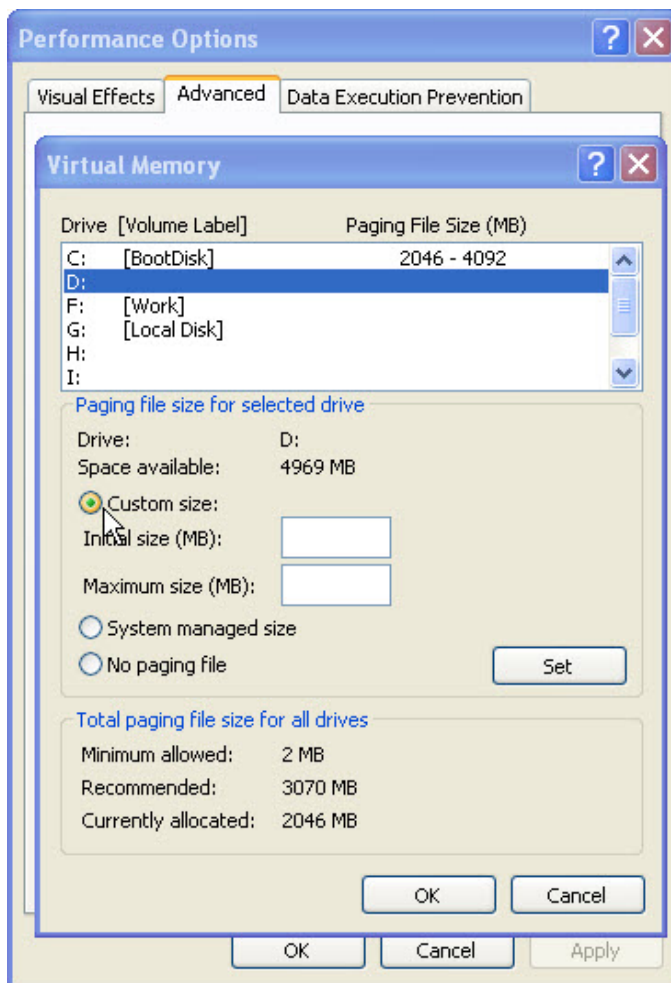 Performance Options
Visual Effects Advanced Data Execution Prevention
Virtual Memory
Drive [Volume Label] Paging File Size (MB)
C: [BootDisk] 2046 - 4092
D:
F: [Work]
G: [Local Disk]
H:
I:
Paging file size for selected drive
Drive: D:
Space available: 4969 MB
Custom size:
Initial size (MB):
Maximum size (MB):
System managed size
No paging file Set
Total paging file size for all drives
Minimum allowed: 2 MB
Recommended: 3070 MB
Currently allocated: 2046 MB
OK Cancel
OK Cancel Apply